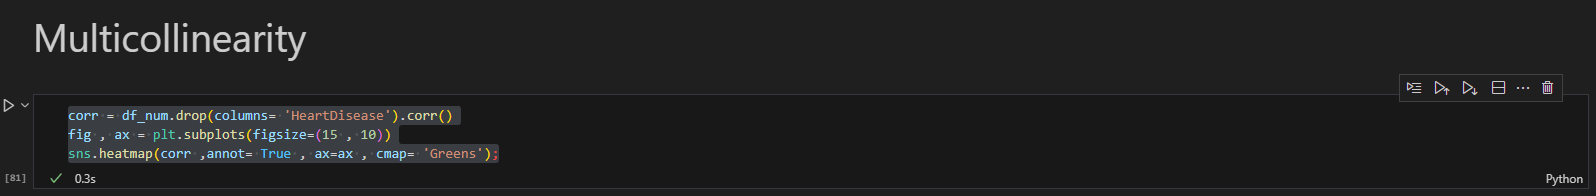 Multicollinearity
corr = df_num.drop(columns= 'HeartDisease').corr()
fig , ax = plt.subplots(figsize=(15 , 10))
sns.heatmap(corr ,annot= True , ax=ax , cmap= 'Greens');
[81] 0.3s Python